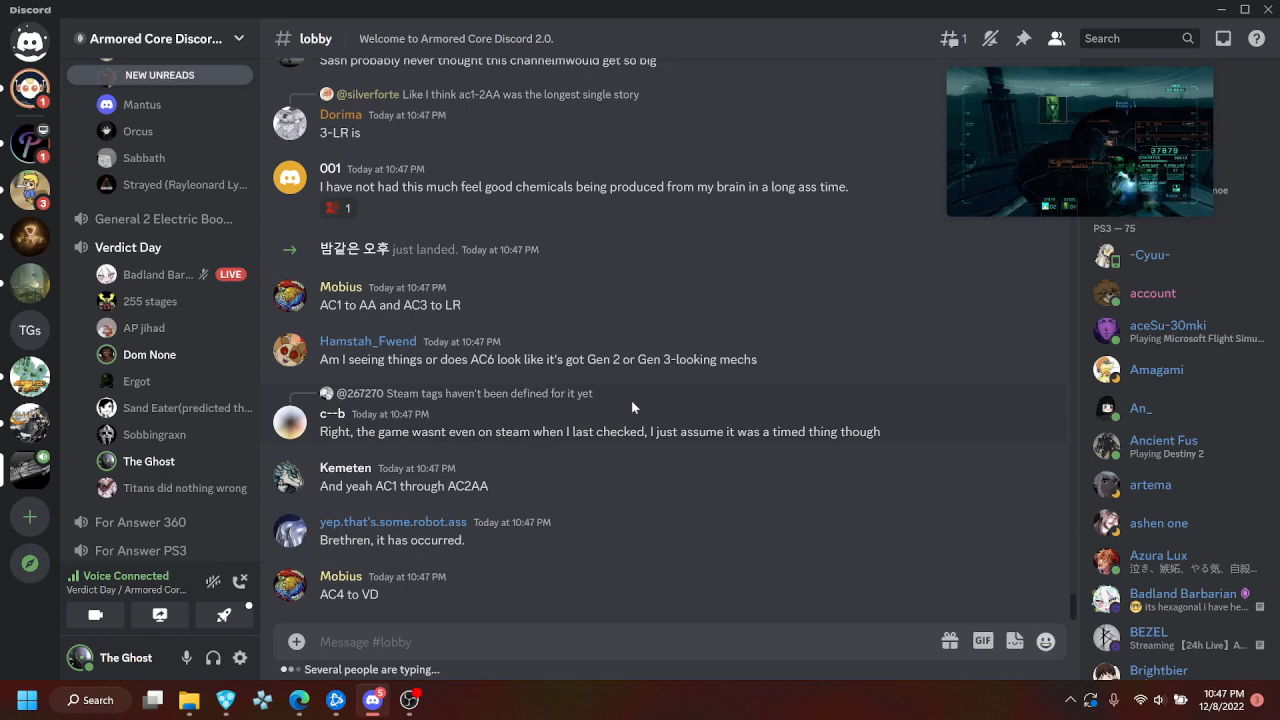 Discord
Armored Core Discor...
NEW UNREADS
Mantus
Orcus
Sabbath
Strayed (Rayleonard Ly...
General 2 Electric Boo...
Verdict Day
Badland Bar...
LIVE
255 stages
AP jihad
Dom None
Ergot
Sand Eater(predicted th...
Sobbingraxn
The Ghost
Titans did nothing wrong
For Answer 360
For Answer PS3
Voice Connected
Verdict Day / Armored Cor...
The Ghost
1
1
3
TGs
# lobby
Welcome to Armored Core Discord 2.0.
1
Search
Sash probably never thought this channelmwould get so big
@silverforte Like I think ac1-2AA was the longest single story
Dorima Today at 10:47 PM
3-LR is
001 Today at 10:47 PM
I have not had this much feel good chemicals being produced from my brain in a long ass time.
1
밤같은 오후 just landed. Today at 10:47 PM
Mobius Today at 10:47 PM
AC1 to AA and AC3 to LR
Hamstah_Fwend Today at 10:47 PM
Am I seeing things or does AC6 look like it's got Gen 2 or Gen 3-looking mechs
@267270 Steam tags haven't been defined for it yet
c--b Today at 10:47 PM
Right, the game wasnt even on steam when I last checked, I just assume it was a timed thing though
Kemeten Today at 10:47 PM
And yeah AC1 through AC2AA
yep.that's.some.robot.ass Today at 10:47 PM
Brethren, it has occurred.
Mobius Today at 10:47 PM
AC4 to VD
Message #lobby
GIF
Several people are typing...
37879
noe
PS3 — 75
-Cyuu-
account
aceSu-30mki
Playing Microsoft Flight Simu...
Amagami
An_
Ancient Fus
Playing Destiny 2
artema
ashen one
Azura Lux
泣き、嫉妬、やる気、自殺...
Badland Barbarian
its hexagonal i have he...
BEZEL
Streaming 【24h Live】 A...
Brightbier
Search
5
10:47 PM
12/8/2022
3